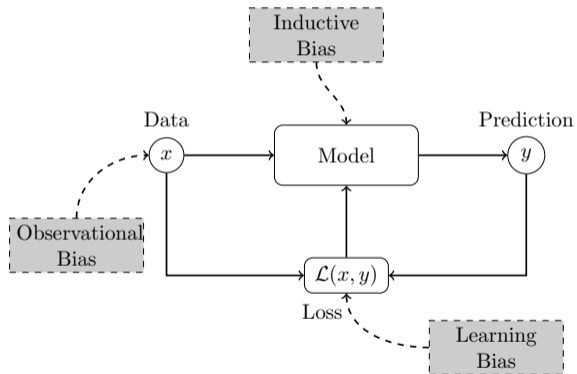 Inductive
Bias
Data
Prediction
x
Model
y
Observational
Bias
ℒ(x, y)
Loss
Learning
Bias